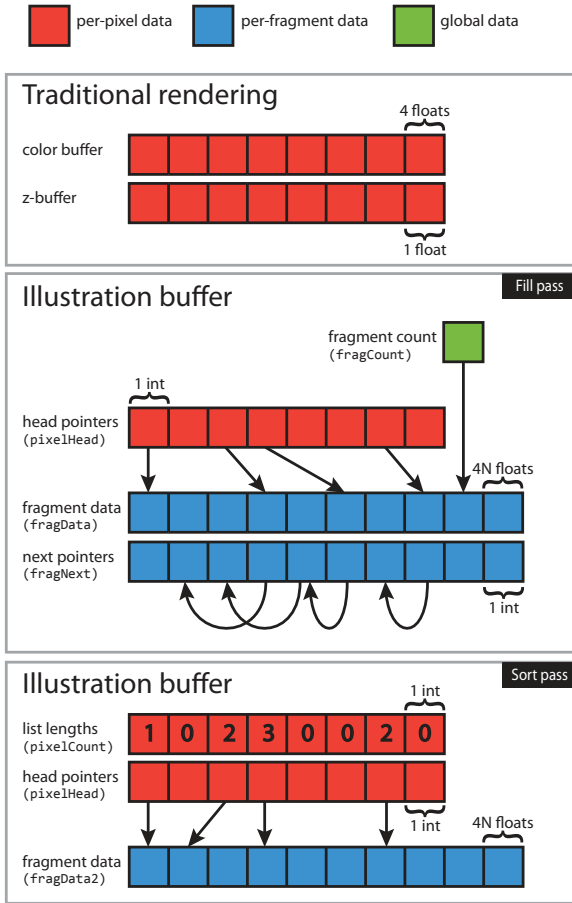 per-pixel data
per-fragment data
global data
Traditional rendering
4 floats
color buffer
z-buffer
1 float
Illustration buffer
Fill pass
fragment count
(fragCount)
1 int
head pointers
(pixelHead)
4N floats
fragment data
(fragData)
next pointers
(fragNext)
1 int
Illustration buffer
Sort pass
1 int
list lengths
(pixelCount)
1 0 2 3 0 0 2 0
head pointers
(pixelHead)
1 int
4N floats
fragment data
(fragData2)